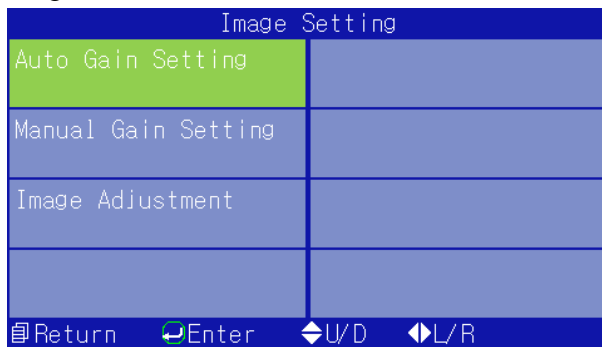 Image Setting
Auto Gain Setting
Manual Gain Setting
Image Adjustment
Return Enter U/D L/R